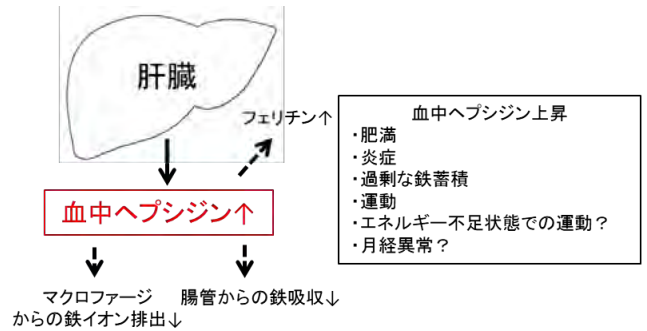 肝臓
フェリチン↑
血中ヘプシジン↑
マクロファージ
からの鉄イオン排出↓
腸管からの鉄吸収↓
血中ヘプシジン上昇
・肥満
・炎症
・過剰な鉄蓄積
・運動
・エネルギー不足状態での運動？
・月経異常？